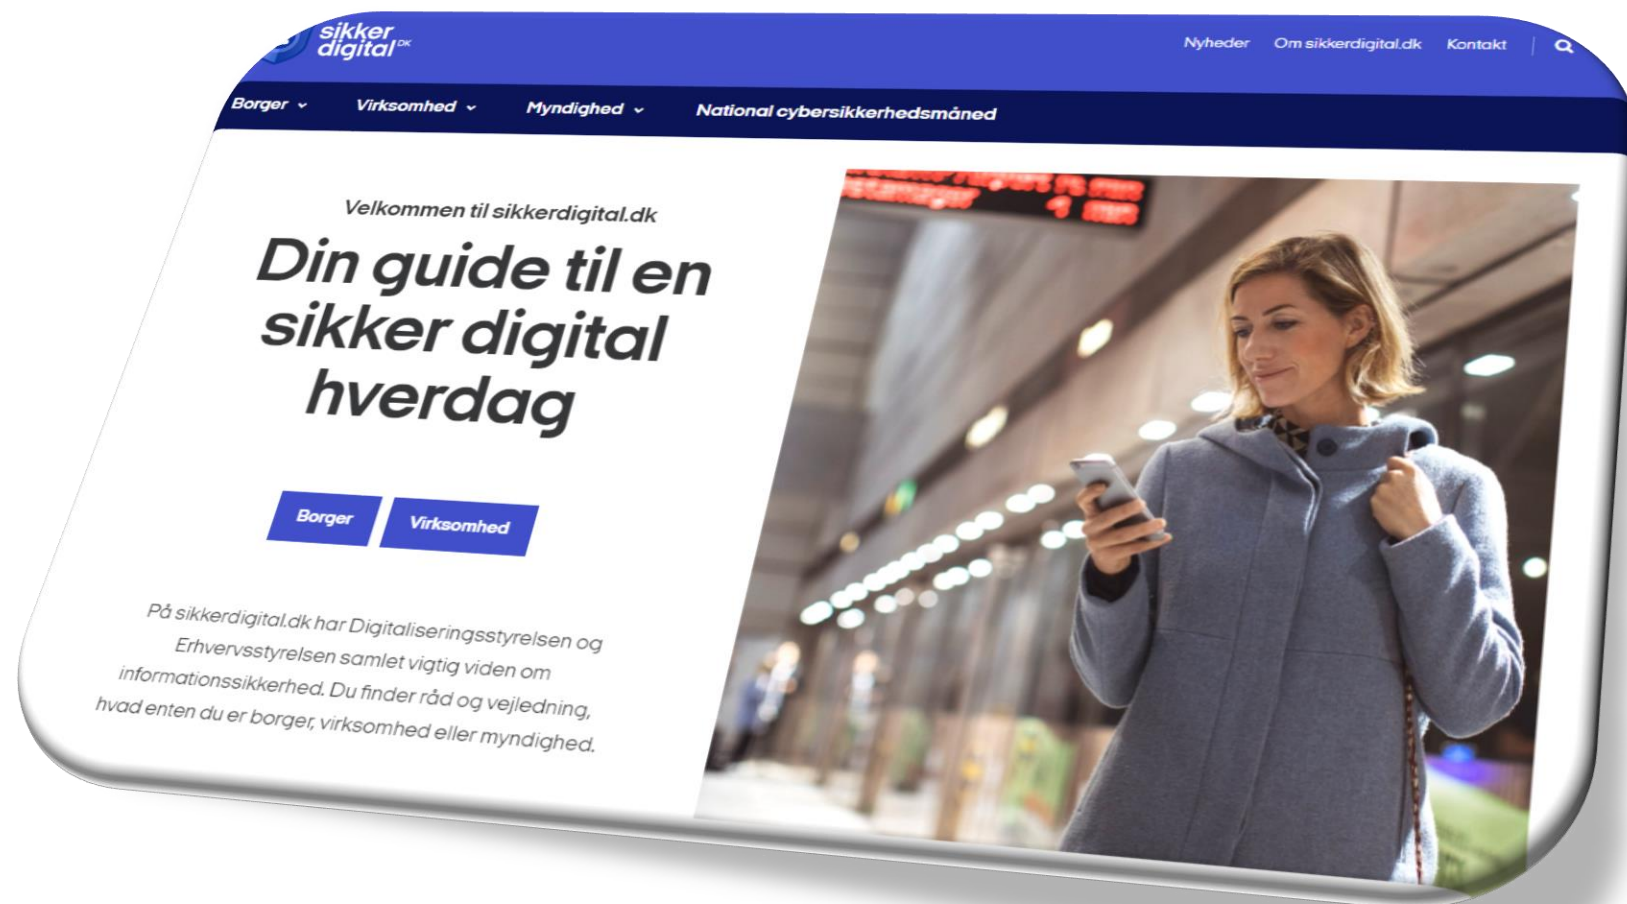 sikker
digital DK
Nyheder Om sikkerdigital.dk Kontakt
Borger Virksomhed Myndighed National cybersikkerhedsmåned
Velkommen til sikkerdigital.dk
Din guide til en
sikker digital
hverdag
Borger Virksomhed
På sikkerdigital.dk har Digitaliseringsstyrelsen og
Erhvervsstyrelsen samlet vigtig viden om
informationssikkerhed. Du finder råd og vejledning,
hvad enten du er borger, virksomhed eller myndighed.